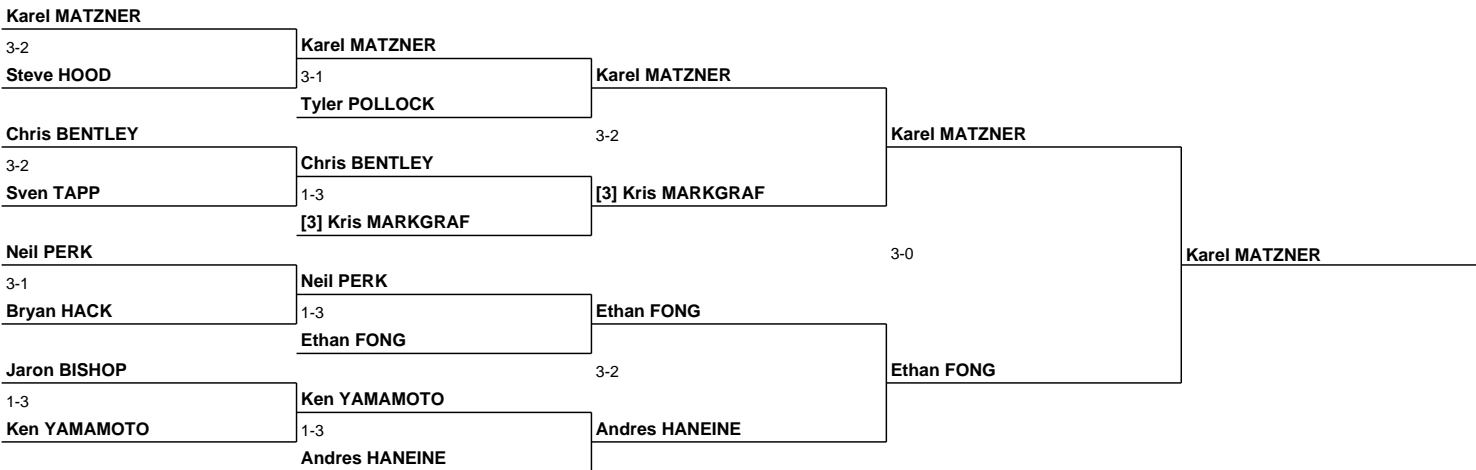 Karel MATZNER
3-2
Karel MATZNER
Steve HOOD
3-1
Karel MATZNER
Tyler POLLOCK
Chris BENTLEY
3-2
Karel MATZNER
3-2
Chris BENTLEY
Sven TAPP
1-3
[3] Kris MARKGRAF
[3] Kris MARKGRAF
Neil PERK
3-0
Karel MATZNER
3-1
Neil PERK
Bryan HACK
1-3
Ethan FONG
Ethan FONG
Jaron BISHOP
3-2
Ethan FONG
1-3
Ken YAMAMOTO
Ken YAMAMOTO
1-3
Andres HANEINE
Andres HANEINE